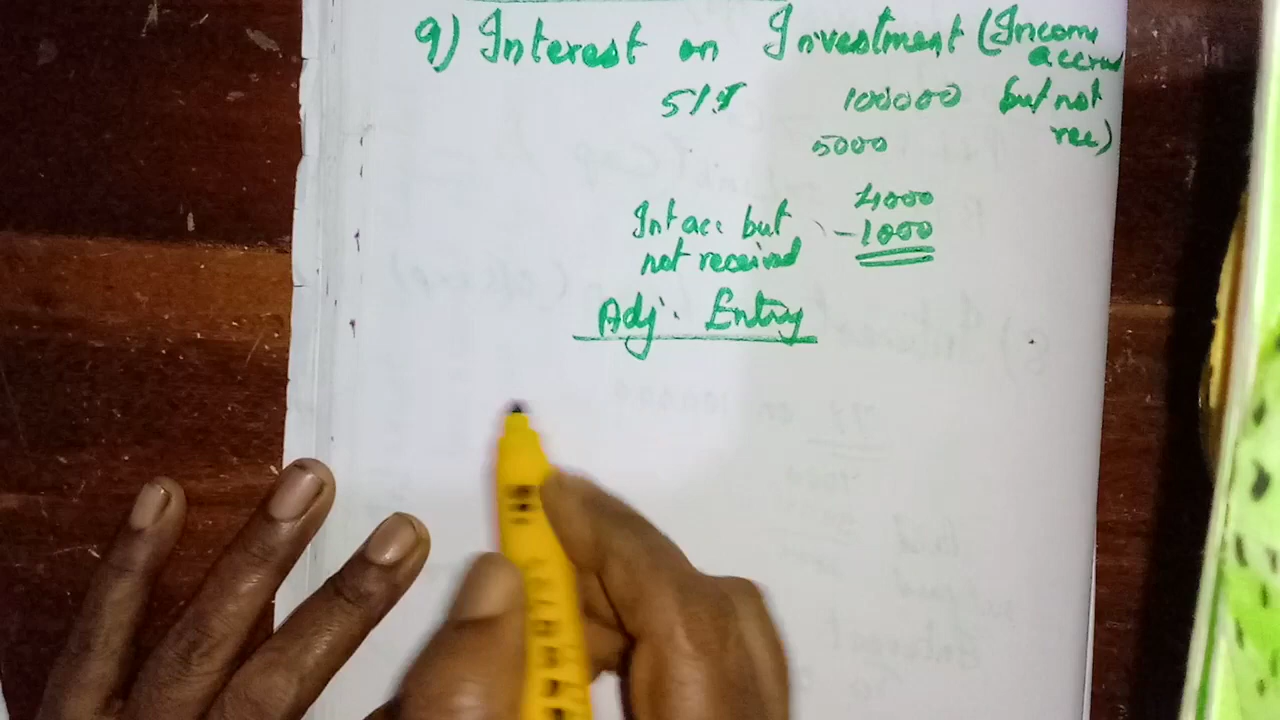 9) Interest on Investment (Income
accrued
5% 100000 but not
5000 rec)
4000
Int acc but - 1000
not received
Adj. Entry